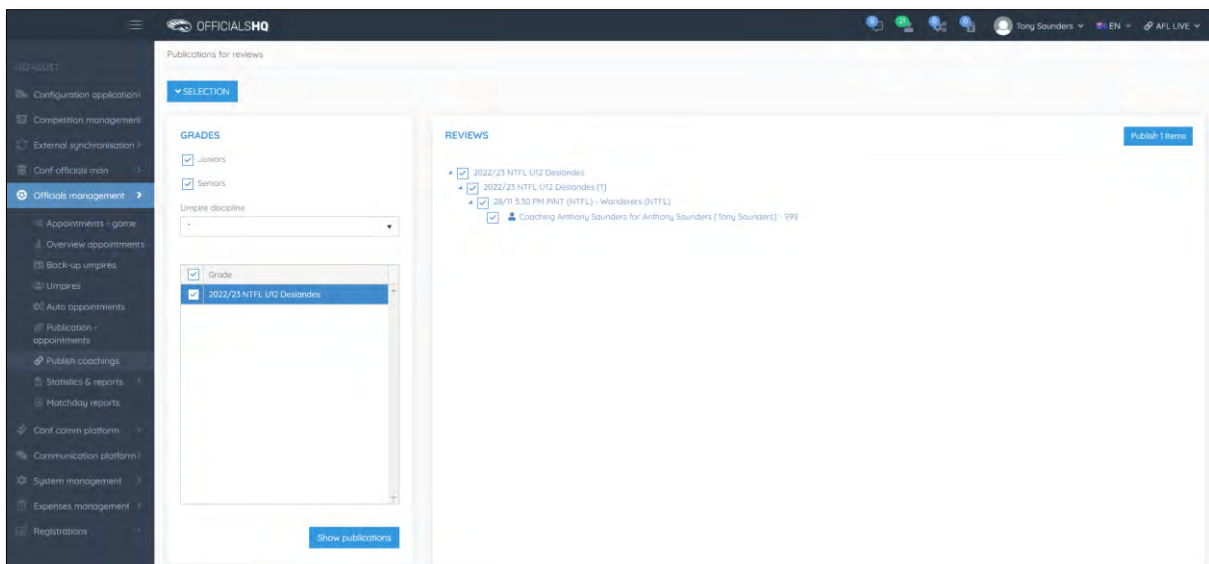 OFFICIALSHQ
0
21
0
0
Tony Saunders
EN
AFL LIVE
Publications for reviews
SELECTION
Configuration application
Competition management
External synchronisation
Conf officials man
Officials management
Appointments - game
Overview appointments
Back-up umpires
Umpires
Auto appointments
Publication -
appointments
Publish coachings
Statistics & reports
Matchday reports
Conf comm platform
Communication platform
System management
Expenses management
Registrations
GRADES
Juniors
Seniors
Umpire discipline
*
Grade
2022/23 NTFL U12 Deslandes
Show publications
REVIEWS
Publish 1 Items
2022/23 NTFL U12 Deslandes
2022/23 NTFL U12 Deslandes [1]
28/11 5:30 PM PINT (NTFL) - Wanderers (NTFL)
Coaching Anthony Saunders for Anthony Saunders [Tony Saunders] - 999